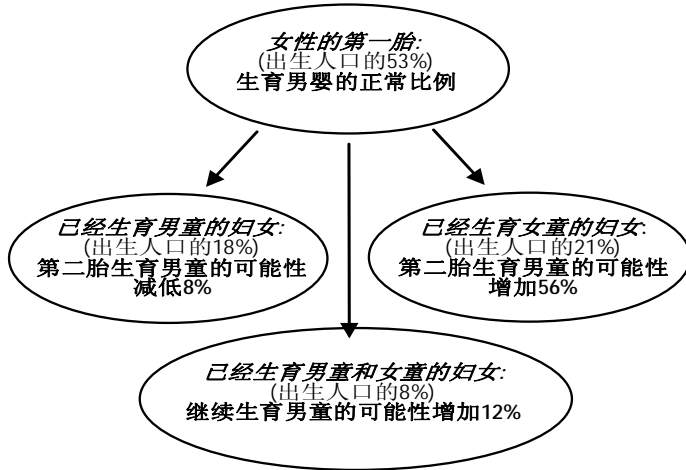 女性的第一胎:
(出生人口的53%)
生育男婴的正常比例
已经生育男童的妇女:
(出生人口的18%)
第二胎生育男童的可能性
减低8%
已经生育女童的妇女:
(出生人口的21%)
第二胎生育男童的可能性
增加56%
已经生育男童和女童的妇女:
(出生人口的8%)
继续生育男童的可能性增加12%